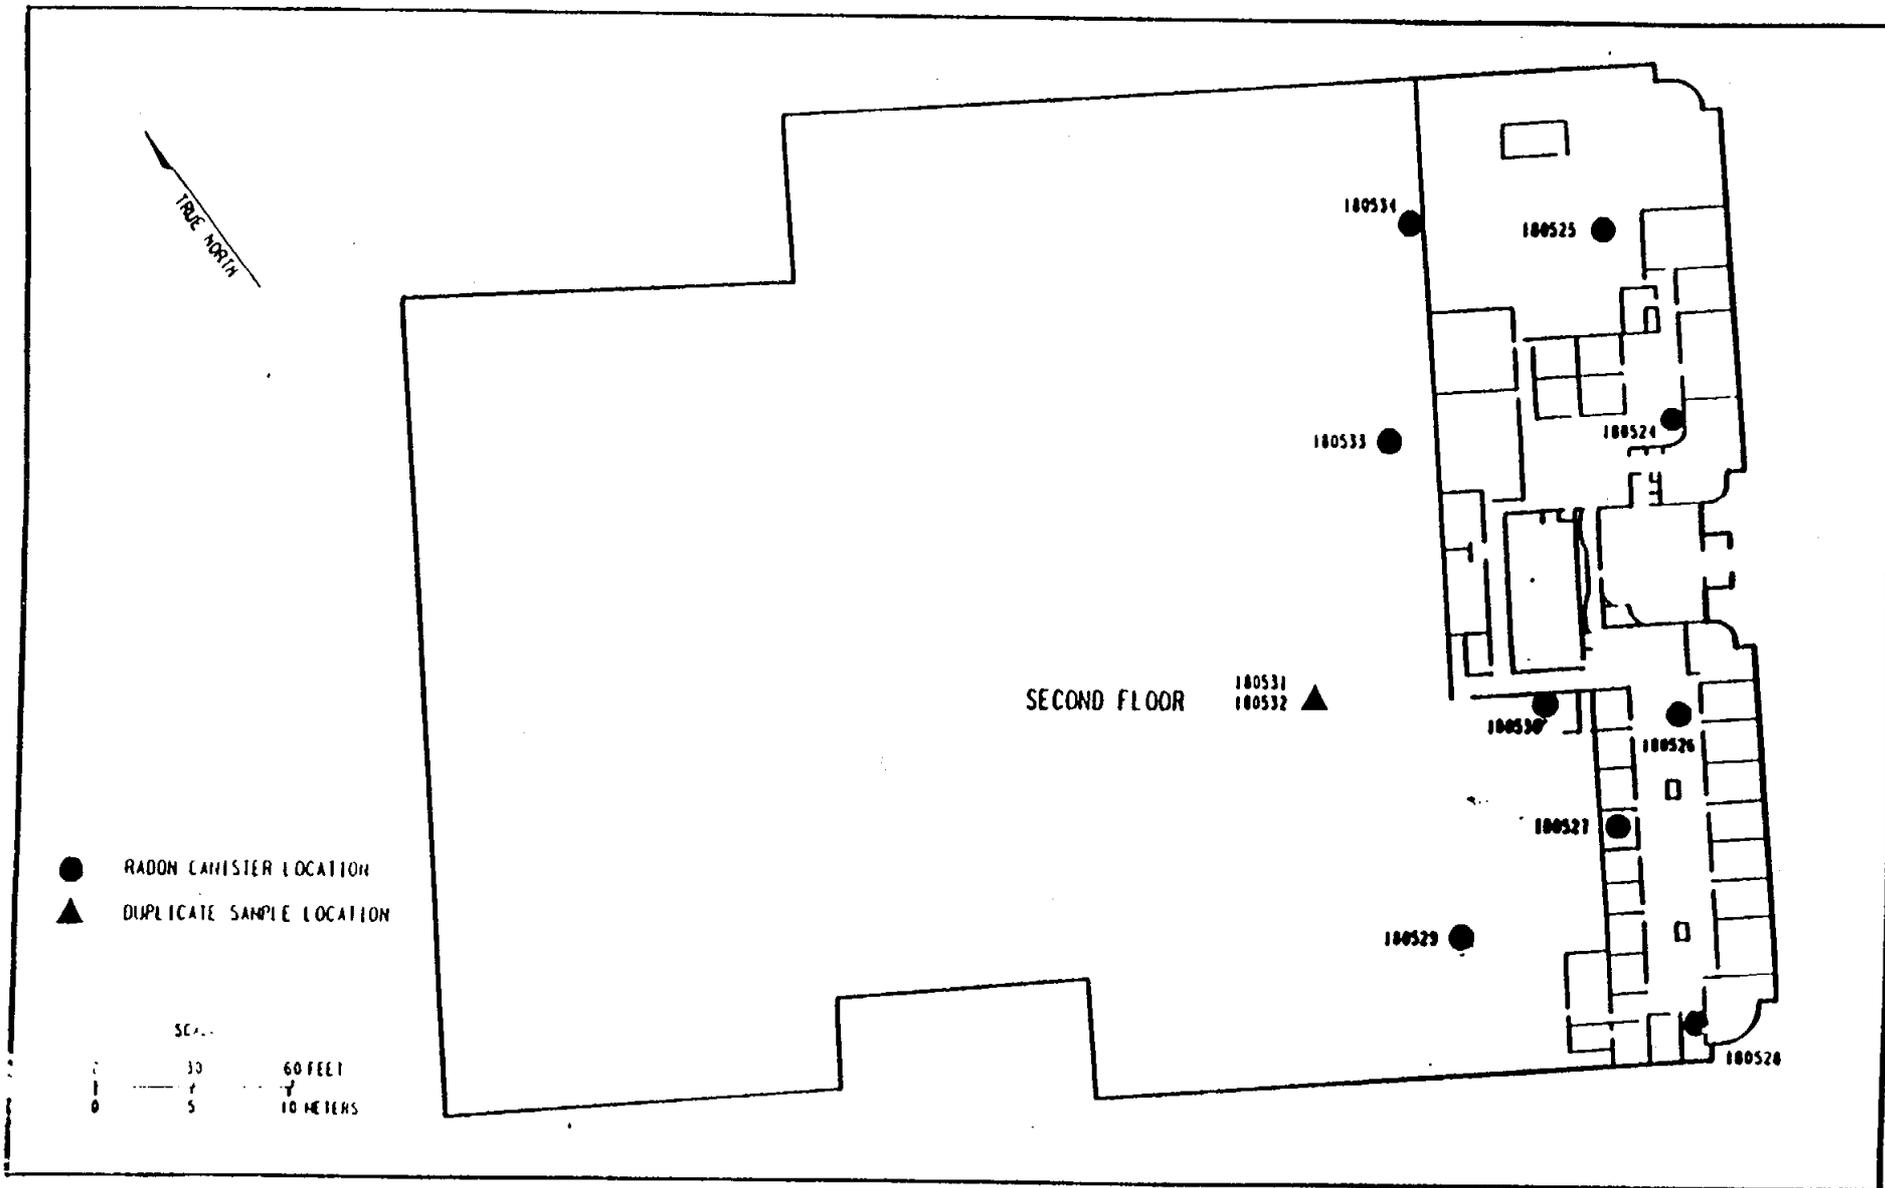 TRUE NORTH
180534
180525
180533
180524
SECOND FLOOR
180531
180532
180530
180526
180527
180529
180528
RADON CANISTER LOCATION
DUPLICATE SAMPLE LOCATION
30 60 FEET
0 5 10 METERS